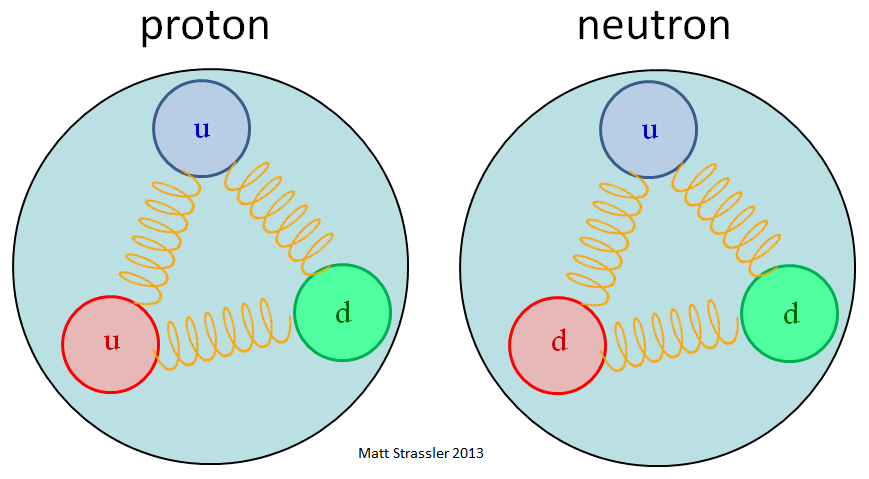 proton
neutron
u
u
u
d
d
d
Matt Strassler 2013